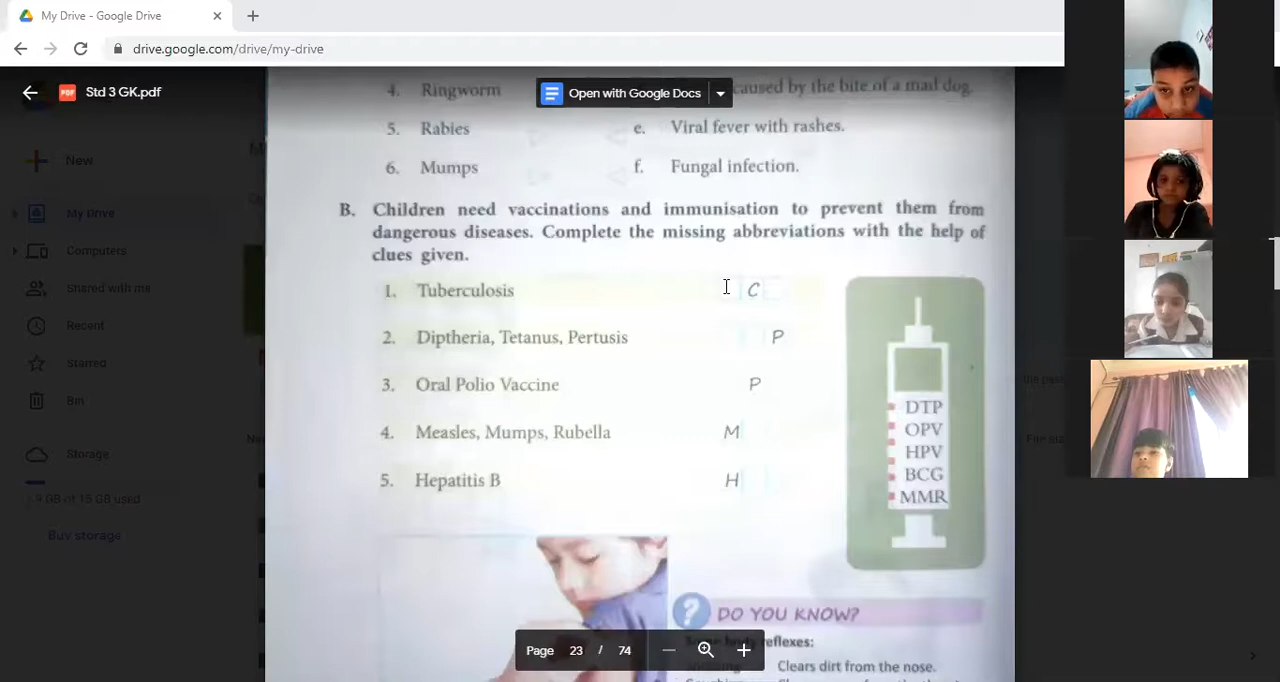 My Drive - Google Drive
drive.google.com/drive/my-drive
Std 3 GK.pdf
Open with Google Docs
New
My Drive
Computers
Shared with me
Recent
Starred
Bin
Storage
GB of 15 GB used
Buy storage
4. Ringworm
caused by the bite of a mad dog.
5. Rabies e. Viral fever with rashes.
6. Mumps f. Fungal infection.
B. Children need vaccinations and immunisation to prevent them from
dangerous diseases. Complete the missing abbreviations with the help of
clues given.
1. Tuberculosis C
2. Diptheria, Tetanus, Pertusis P
3. Oral Polio Vaccine P
4. Measles, Mumps, Rubella M
5. Hepatitis B H
DTP
OPV
HPV
BCG
MMR
? DO YOU KNOW?
reflexes:
Clears dirt from the nose.
Page 23 / 74